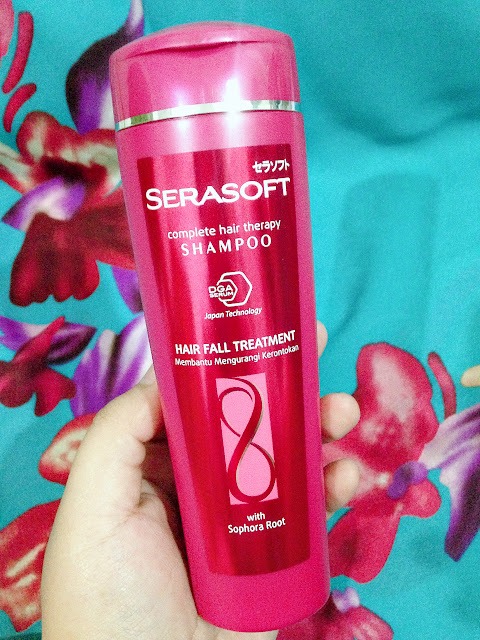 セラソフト
SERASOFT
complete hair therapy
SHAMPOO
DGA
SERUM
Japan Technology
HAIR FALL TREATMENT
Membantu Mengurangi Kerontokan
with
Sophora Root